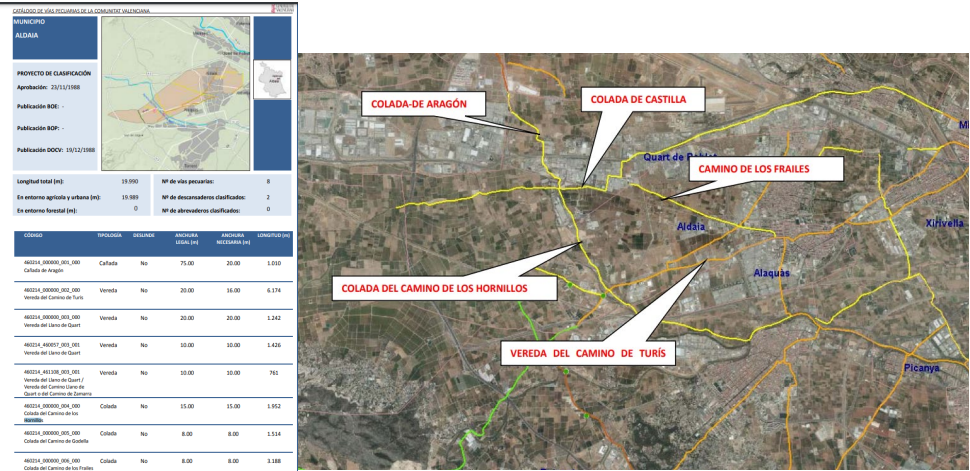 CATÁLOGO DE VÍAS PECUARIAS DE LA COMUNITAT VALENCIANA
MUNICIPIO
ALDAIA
PROYECTO DE CLASIFICACIÓN
Aprobación: 23/11/1988
Publicación BOE: -
Publicación BOP: -
Publicación DOCV: 19/12/1988
Longitud total (m): 19.990 Nº de vías pecuarias: 8
En entorno agrícola y urbana (m): 19.989 Nº de descansaderos clasificados: 2
En entorno forestal (m): 0 Nº de abrevaderos clasificados: 0
CÓDIGO TIPOLOGÍA DESLINDE ANCHURA LEGAL (m) ANCHURA NECESARIA (m) LONGITUD (m)
460214_000000_001_000 Cañada No 75.00 20.00 1.010
Cañada de Aragón
460214_000000_002_000 Vereda No 20.00 16.00 6.174
Vereda del Camino de Turis
460214_000000_003_000 Vereda No 20.00 20.00 1.242
Vereda del Llano de Quart
460214_460057_003_001 Vereda No 10.00 10.00 1.426
Vereda del Llano de Quart
460214_461108_003_001 Vereda No 10.00 10.00 761
Vereda del Llano de Quart /
Vereda del Camino Llano de
Quart o del Camino de Zamarra
460214_000000_004_000 Colada No 15.00 15.00 1.952
Colada del Camino de los
Hornillos
460214_000000_005_000 Colada No 8.00 8.00 1.514
Colada del Camino de Godella
460214_000000_006_000 Colada No 8.00 8.00 3.188
Colada del Camino de los Frailes
COLADA-DE ARAGÓN
COLADA DE CASTILLA
Quart de Poblet
Mi
CAMINO DE LOS FRAILES
Aldaia
Xirivella
Alaquàs
COLADA DEL CAMINO DE LOS HORNILLOS
VEREDA DEL CAMINO DE TURÍS
Picanya